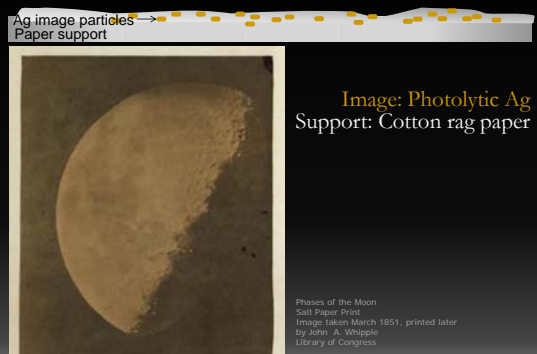 Ag image particles
Paper support
Image: Photolytic Ag
Support: Cotton rag paper
Phases of the Moon
Salt Paper Print
Image taken March 1851, printed later
by John A. Whipple
Library of Congress